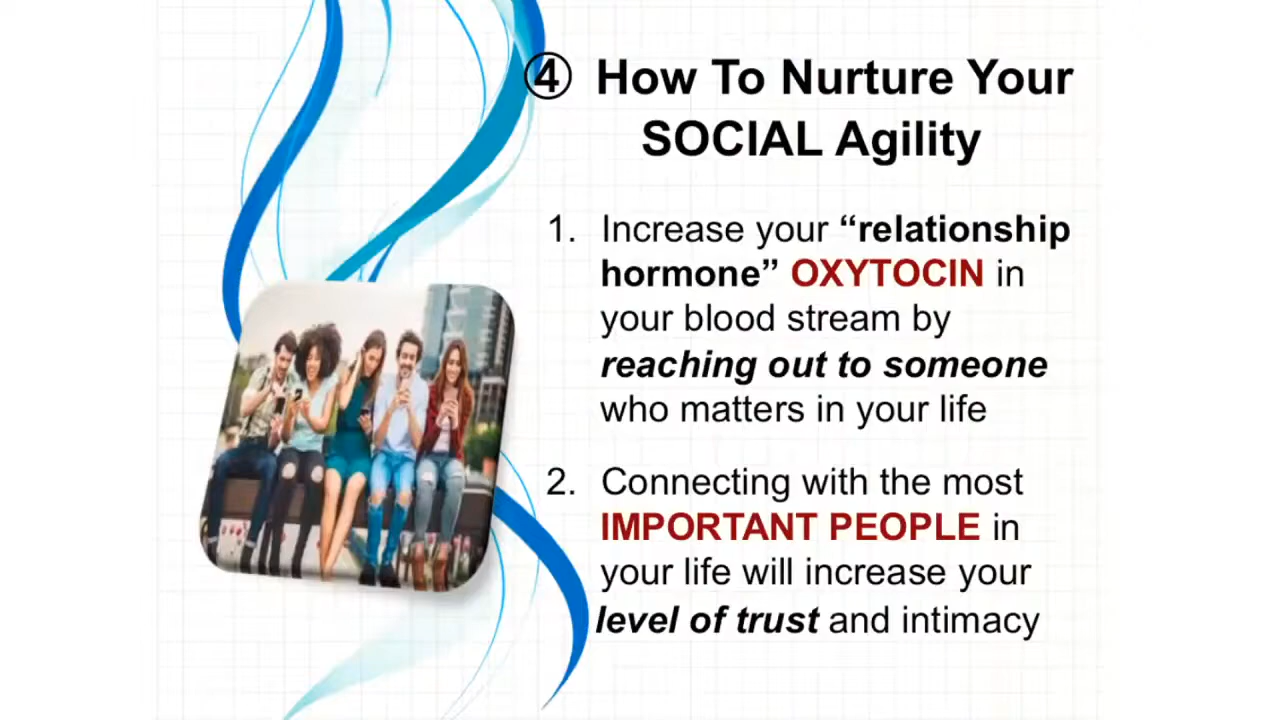 ④ How To Nurture Your
SOCIAL Agility
1. Increase your “relationship
hormone” OXYTOCIN in
your blood stream by
reaching out to someone
who matters in your life
2. Connecting with the most
IMPORTANT PEOPLE in
your life will increase your
level of trust and intimacy